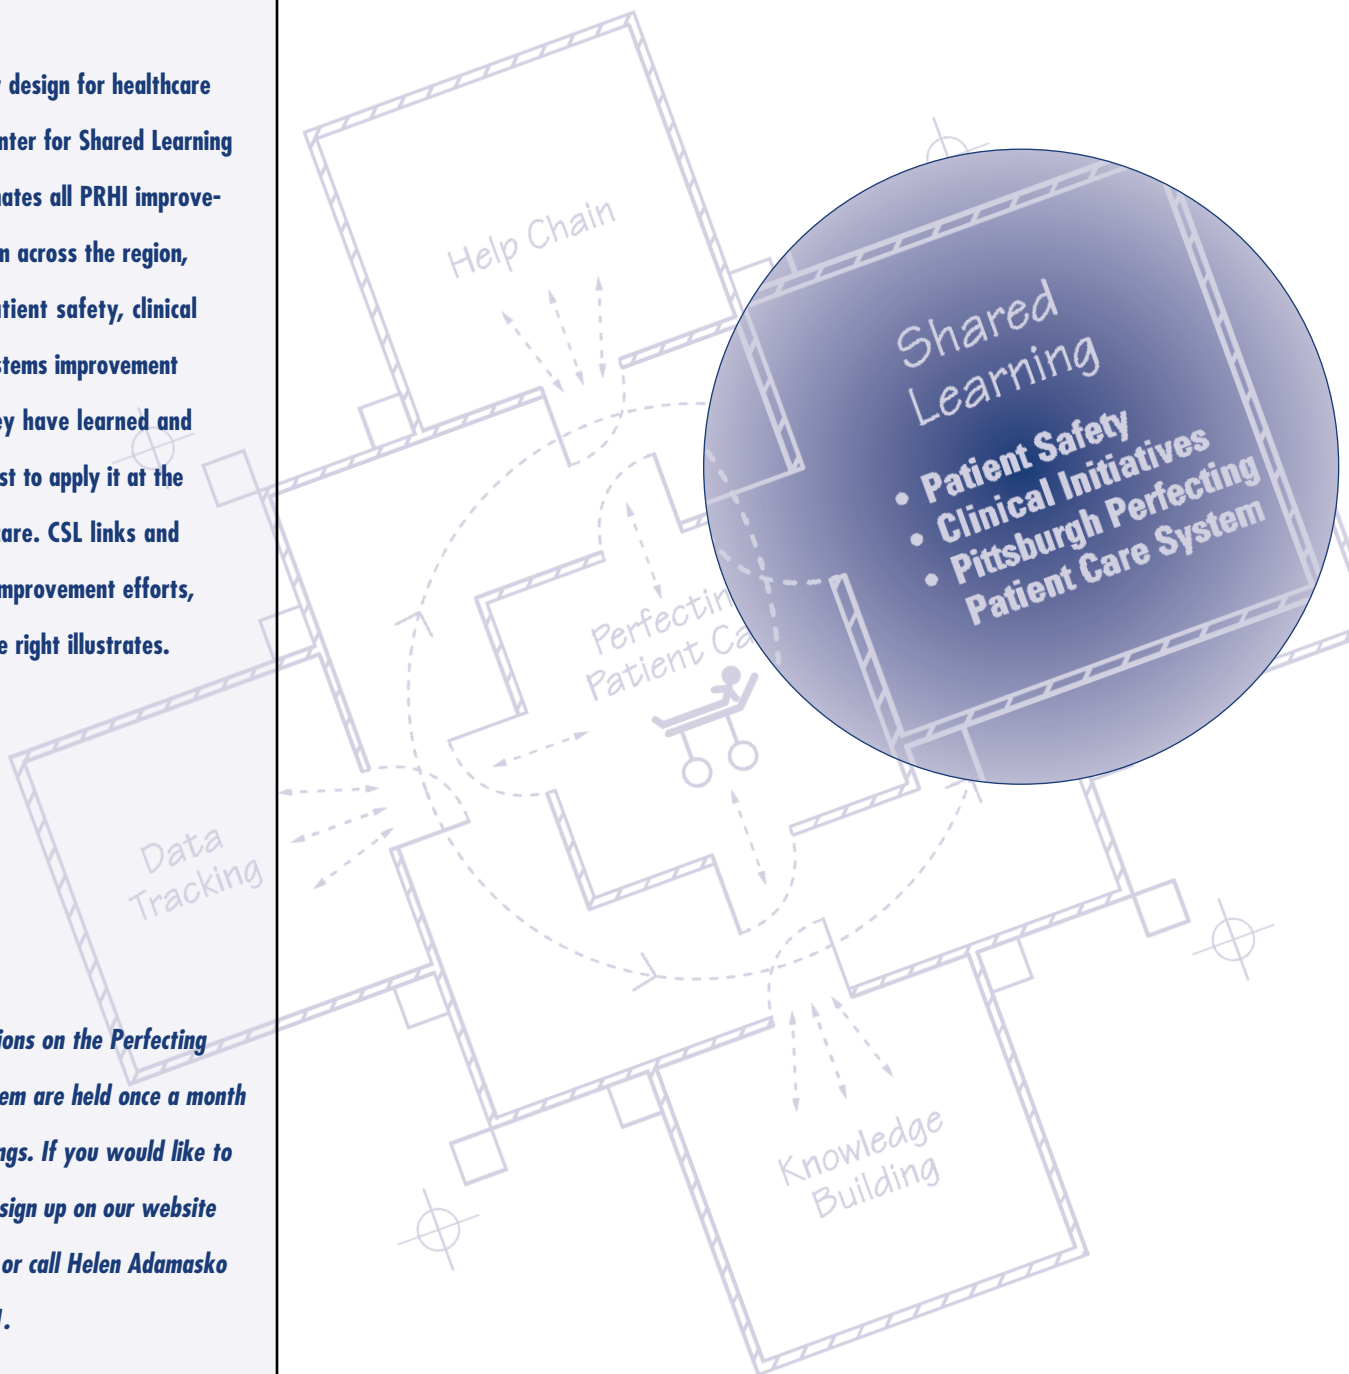 design for healthcare
nter for Shared Learning
ates all PRHI improve-
across the region,
tient safety, clinical
stems improvement
ey have learned and
st to apply it at the
are. CSL links and
mprovement efforts,
e right illustrates.
ions on the Perfecting
em are held once a month
ngs. If you would like to
sign up on our website
or call Helen Adamasko
Help Chain
Shared
Learning
• Patient Safety
• Clinical Initiatives
• Pittsburgh Perfecting
Patient Care System
Perfectin
Patient Ca
Data
Tracking
Knowledge
Building